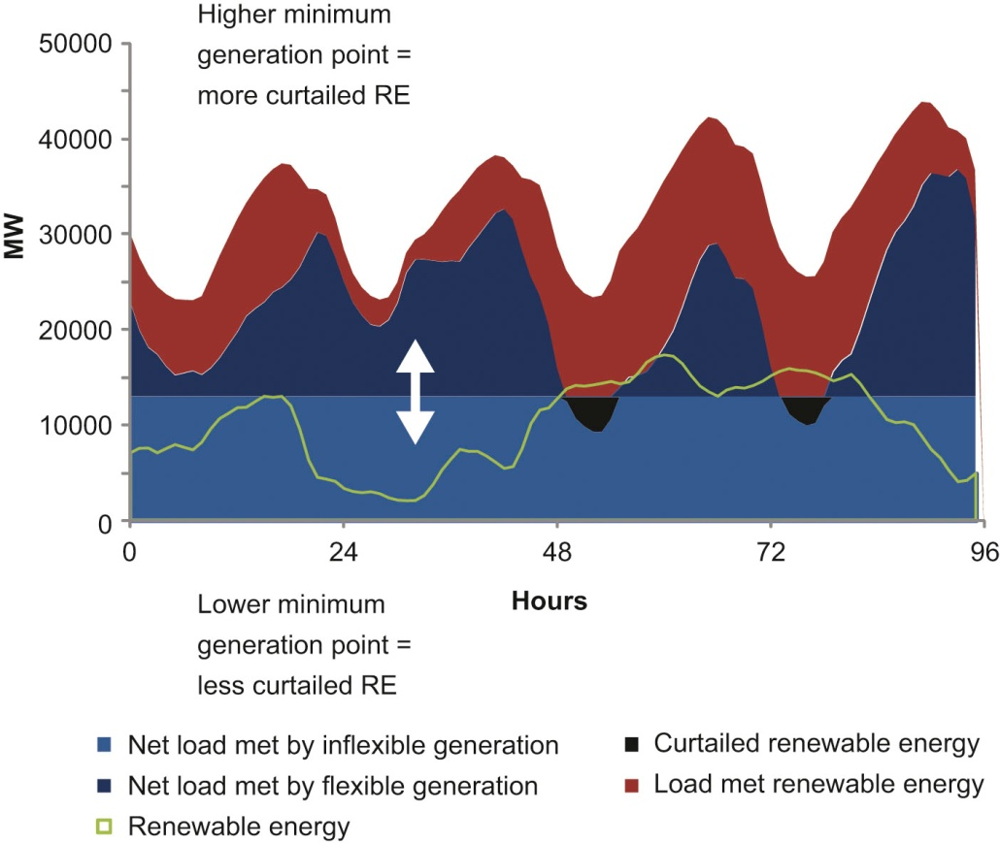 Higher minimum
generation point =
more curtailed RE
50000
40000
30000
20000
10000
0
MW
0 24 48 72 96
Hours
Lower minimum
generation point =
less curtailed RE
Net load met by inflexible generation
Net load met by flexible generation
Renewable energy
Curtailed renewable energy
Load met renewable energy